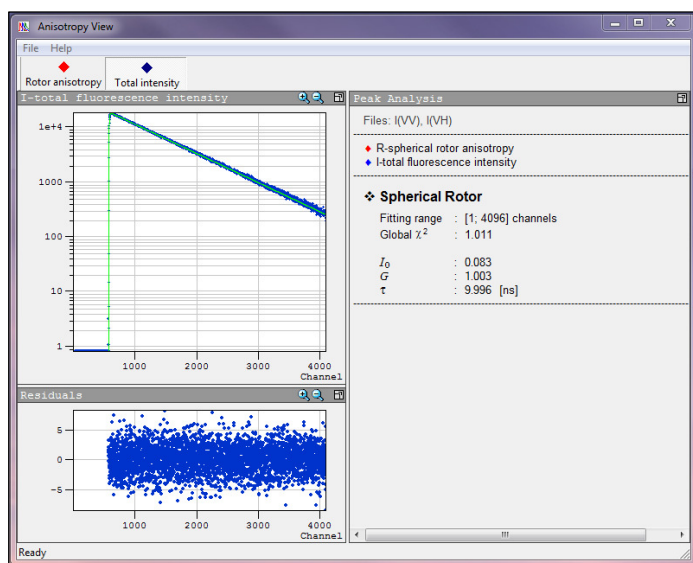 Anisotropy View
File Help
Rotor anisotropy Total intensity
I-total fluorescence intensity
1e+4
1000
100
10
1
1000 2000 3000 4000
Channel
Residuals
5
0
-5
1000 2000 3000 4000
Channel
Peak Analysis
Files: I(VV), I(VH)
R-spherical rotor anisotropy
I-total fluorescence intensity
❖ Spherical Rotor
Fitting range : [1; 4096] channels
Global χ² : 1.011
I₀ : 0.083
G : 1.003
τ : 9.996 [ns]
Ready